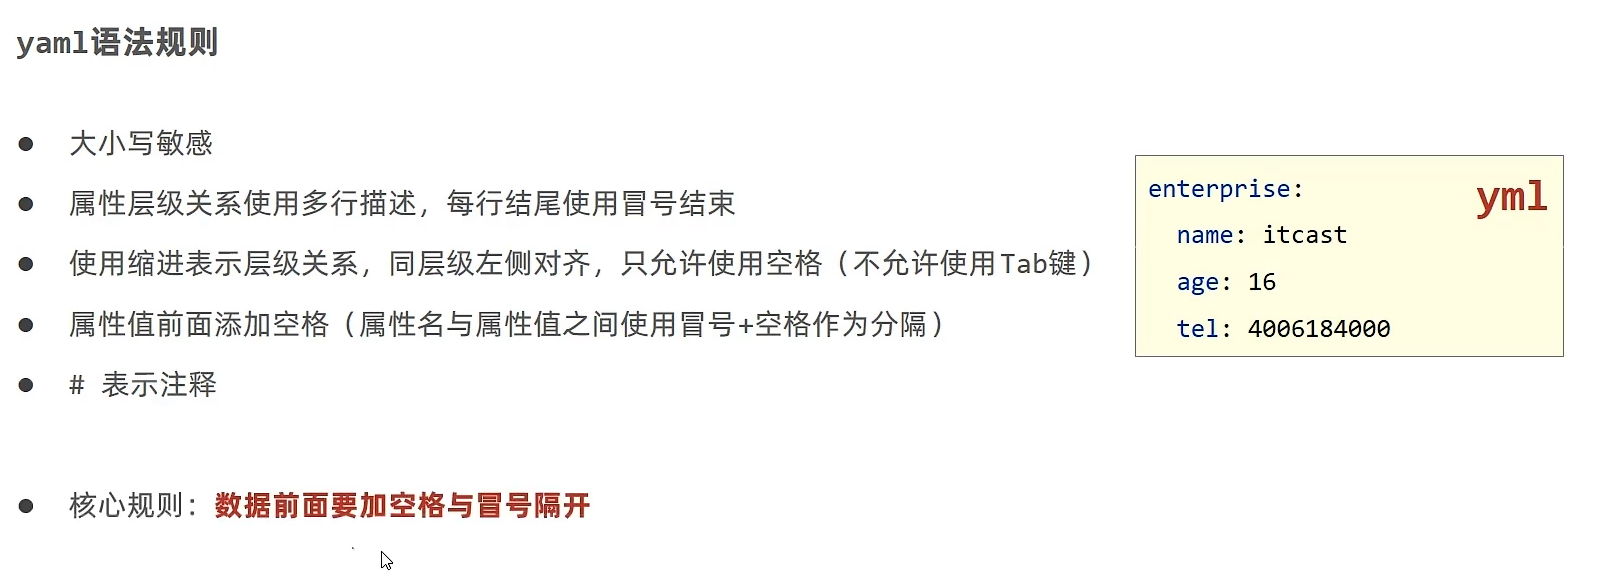 yaml语法规则
● 大小写敏感
● 属性层级关系使用多行描述，每行结尾使用冒号结束
● 使用缩进表示层级关系，同层级左侧对齐，只允许使用空格（不允许使用Tab键）
● 属性值前面添加空格（属性名与属性值之间使用冒号+空格作为分隔）
● # 表示注释
● 核心规则：数据前面要加空格与冒号隔开
yml
enterprise:
  name: itcast
  age: 16
  tel: 4006184000